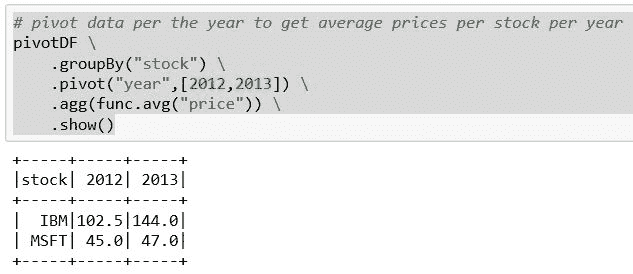 # pivot data per the year to get average prices per stock per year
pivotDF \
    .groupBy("stock") \
    .pivot("year",[2012,2013]) \
    .agg(func.avg("price")) \
    .show()
+-----+-----+-----+
|stock| 2012| 2013|
+-----+-----+-----+
|  IBM|102.5|144.0|
| MSFT| 45.0| 47.0|
+-----+-----+-----+